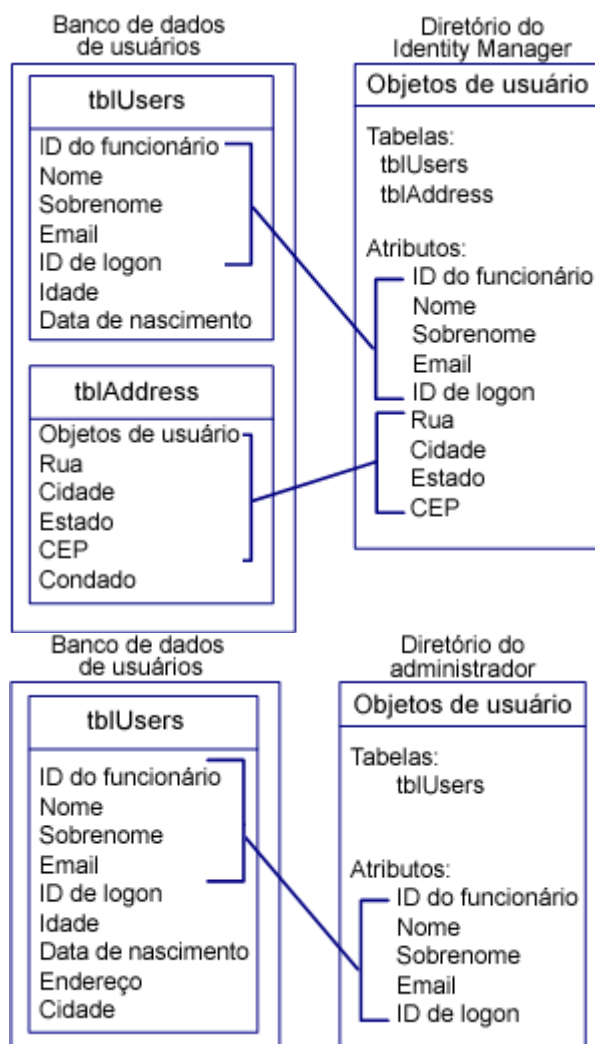 Banco de dados
de usuários
tblUsers
ID do funcionário
Nome
Sobrenome
Email
ID de logon
Idade
Data de nascimento
tblAddress
Objetos de usuário
Rua
Cidade
Estado
CEP
Condado
Diretório do
Identity Manager
Objetos de usuário
Tabelas:
tblUsers
tblAddress
Atributos:
ID do funcionário
Nome
Sobrenome
Email
ID de logon
Rua
Cidade
Estado
CEP
Banco de dados
de usuários
tblUsers
ID do funcionário
Nome
Sobrenome
Email
ID de logon
Idade
Data de nascimento
Endereço
Cidade
Diretório do
administrador
Objetos de usuário
Tabelas:
tblUsers
Atributos:
ID do funcionário
Nome
Sobrenome
Email
ID de logon